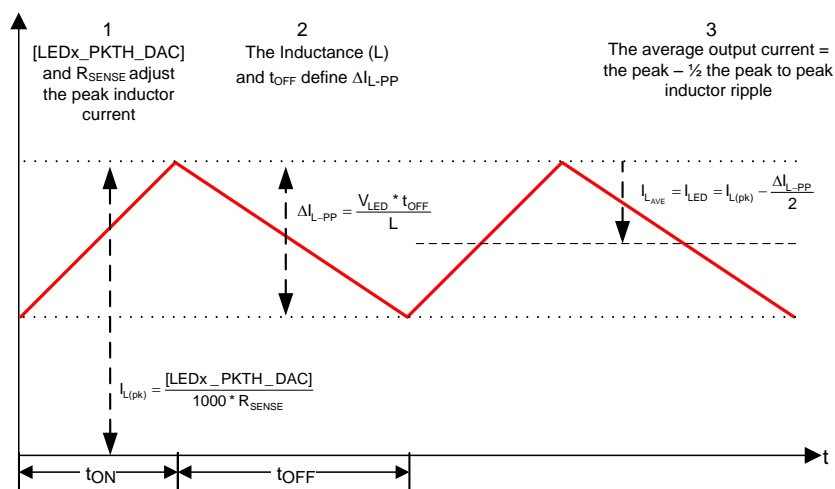 1
[LEDx_PKTH_DAC]
and RSENSE adjust
the peak inductor
current
2
The Inductance (L)
and tOFF define ΔIL-PP
3
The average output current =
the peak – ½ the peak to peak
inductor ripple
ΔIL–PP = VLED * tOFF / L
ILAVE = ILED = IL(pk) – ΔIL–PP / 2
IL(pk) = [LEDx_PKTH_DAC] / 1000 * RSENSE
t
tON
tOFF